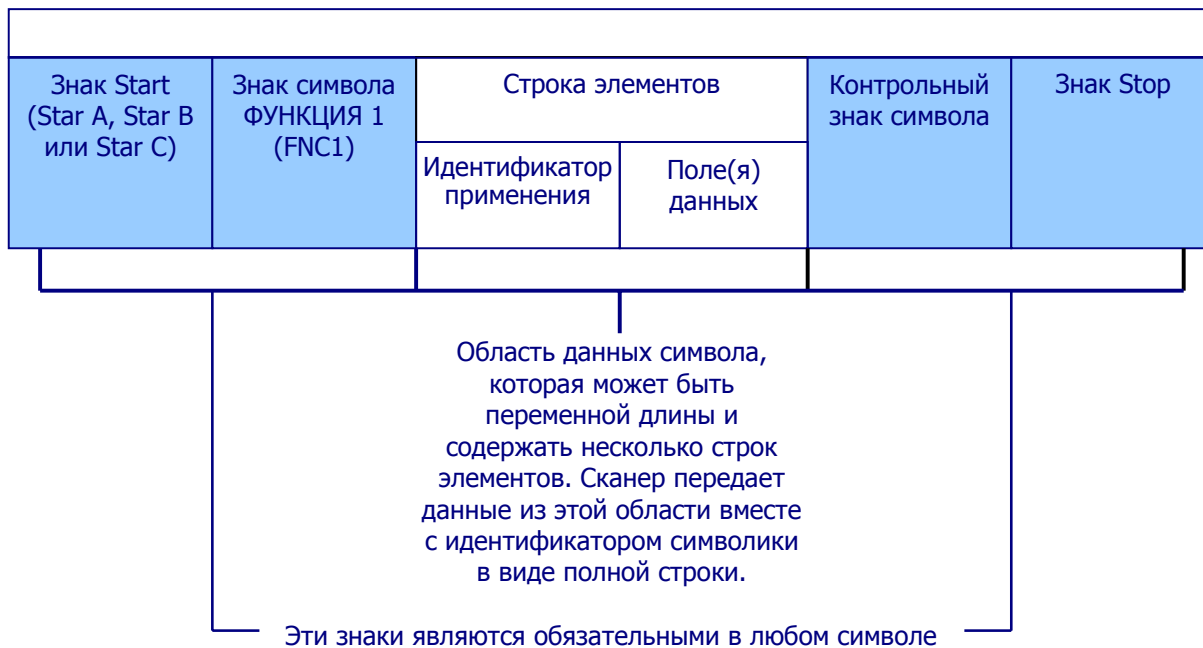 Знак Start
(Star A, Star B
или Star C)
Знак символа
ФУНКЦИЯ 1
(FNC1)
Строка элементов
Идентификатор
применения
Поле(я)
данных
Контрольный
знак символа
Знак Stop
Область данных символа,
которая может быть
переменной длины и
содержать несколько строк
элементов. Сканер передает
данные из этой области вместе
с идентификатором символики
в виде полной строки.
Эти знаки являются обязательными в любом символе